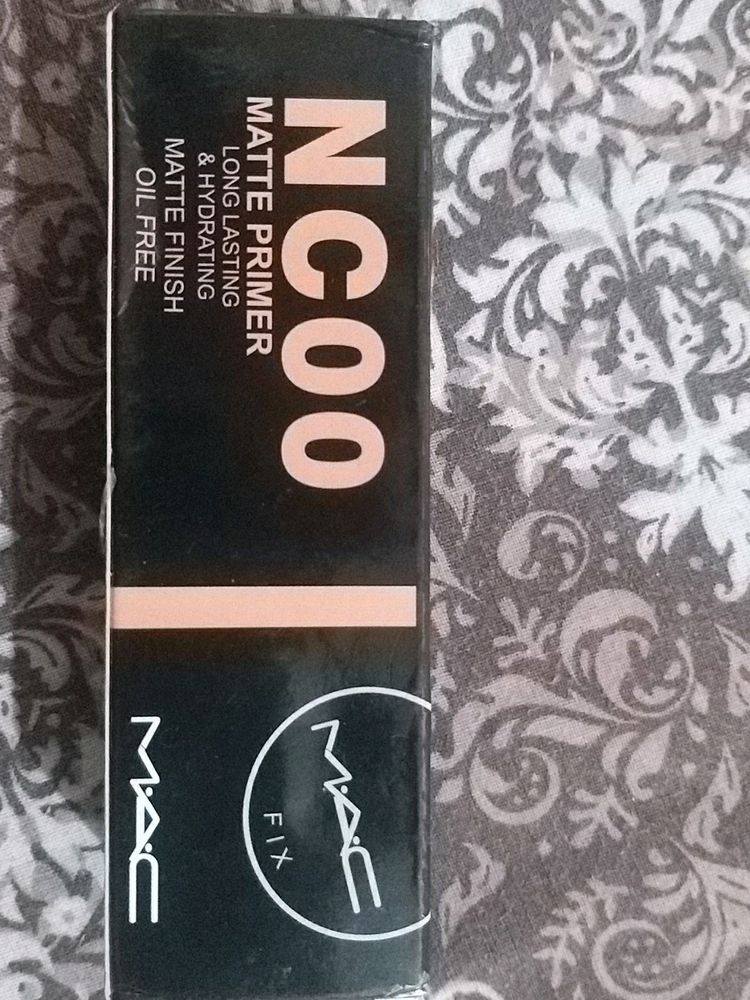 NC00
MATTE PRIMER
LONG LASTING
& HYDRATING
MATTE FINISH
OIL FREE
M·A·C
FIX
M·A·C